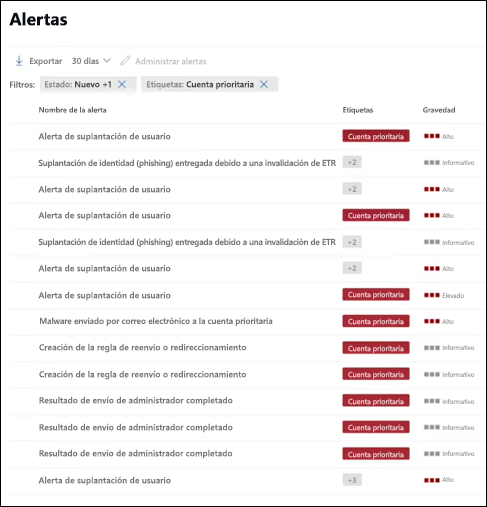 Alertas
Exportar 30 días Administrar alertas
Filtros: Estado: Nuevo +1 Etiquetas: Cuenta prioritaria
Nombre de la alerta Etiquetas Gravedad
Alerta de suplantación de usuario Cuenta prioritaria Alto
Suplantación de identidad (phishing) entregada debido a una invalidación de ETR +2 Informativo
Alerta de suplantación de usuario +2 Alto
Alerta de suplantación de usuario Cuenta prioritaria Alto
Suplantación de identidad (phishing) entregada debido a una invalidación de ETR +2 Informativo
Alerta de suplantación de usuario +2 Alto
Alerta de suplantación de usuario Cuenta prioritaria Elevado
Malware enviado por correo electrónico a la cuenta prioritaria Cuenta prioritaria Alto
Creación de la regla de reenvío o redireccionamiento Cuenta prioritaria Informativo
Creación de la regla de reenvío o redireccionamiento Cuenta prioritaria Informativo
Resultado de envío de administrador completado Cuenta prioritaria Informativo
Resultado de envío de administrador completado Cuenta prioritaria Informativo
Resultado de envío de administrador completado Cuenta prioritaria Informativo
Alerta de suplantación de usuario +3 Alto